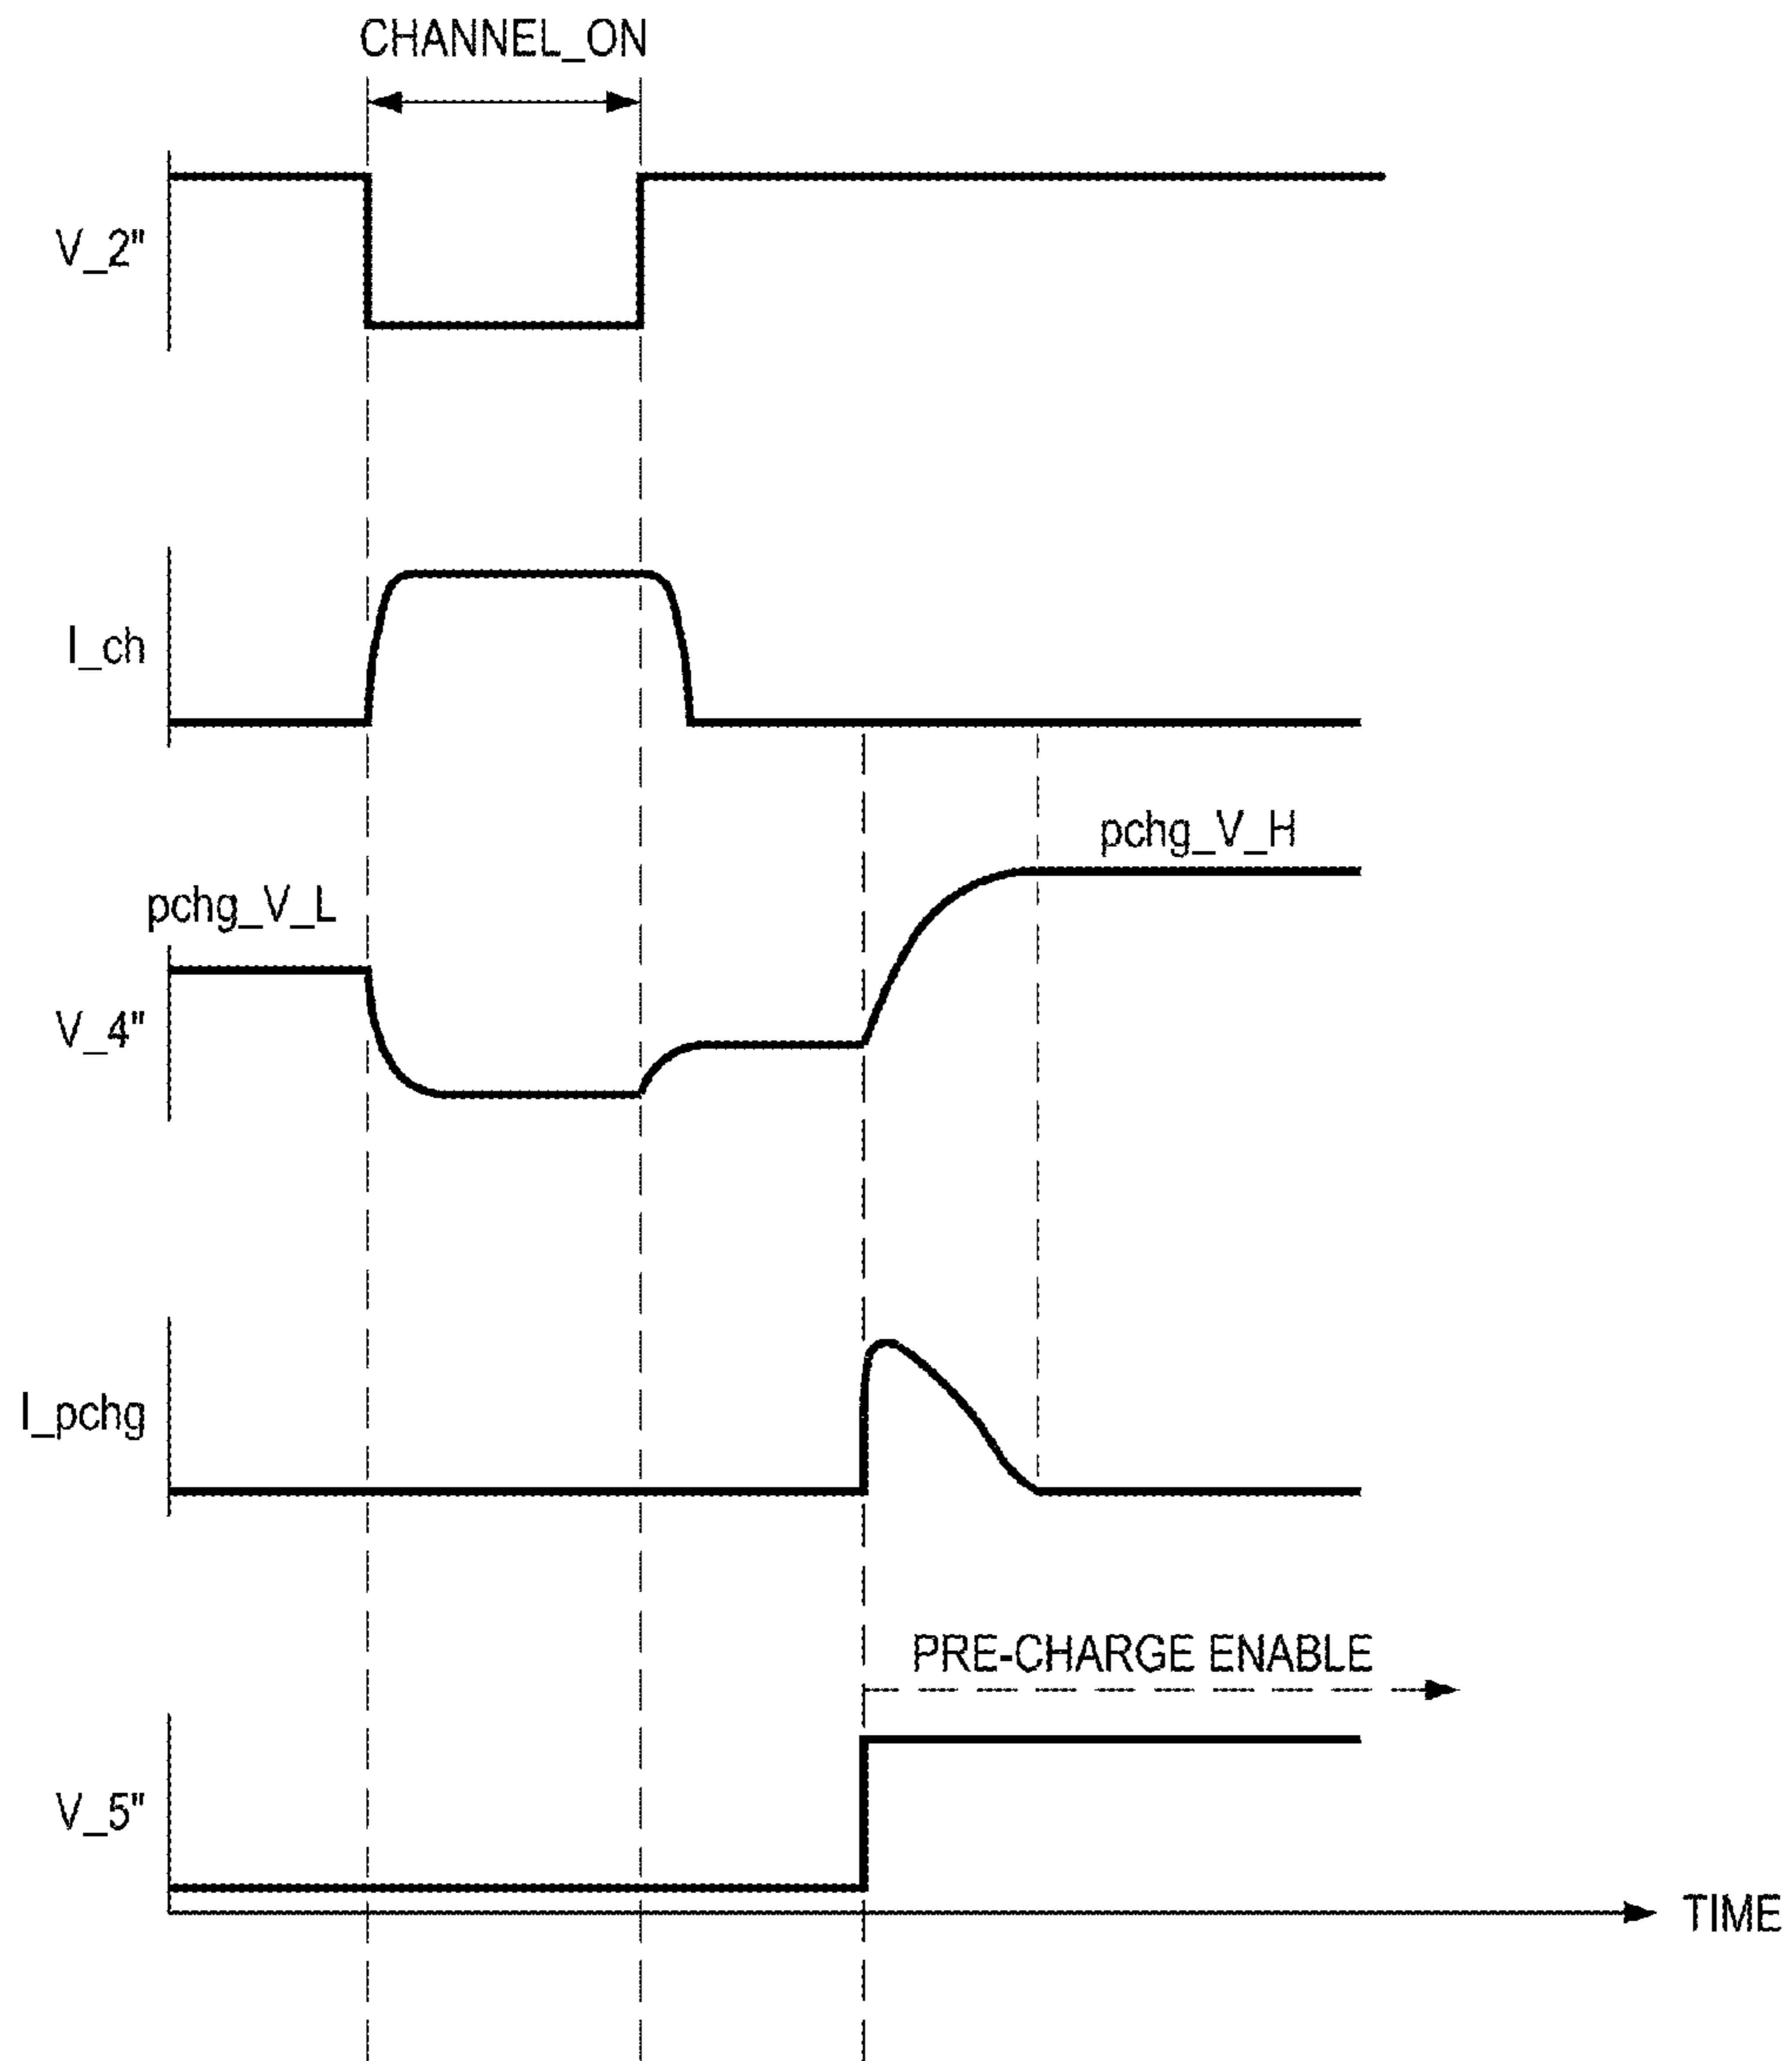 CHANNEL_ON
V_2"
I_ch
pchg_V_H
pchg_V_L
V_4"
I_pchg
PRE-CHARGE ENABLE
V_5"
TIME